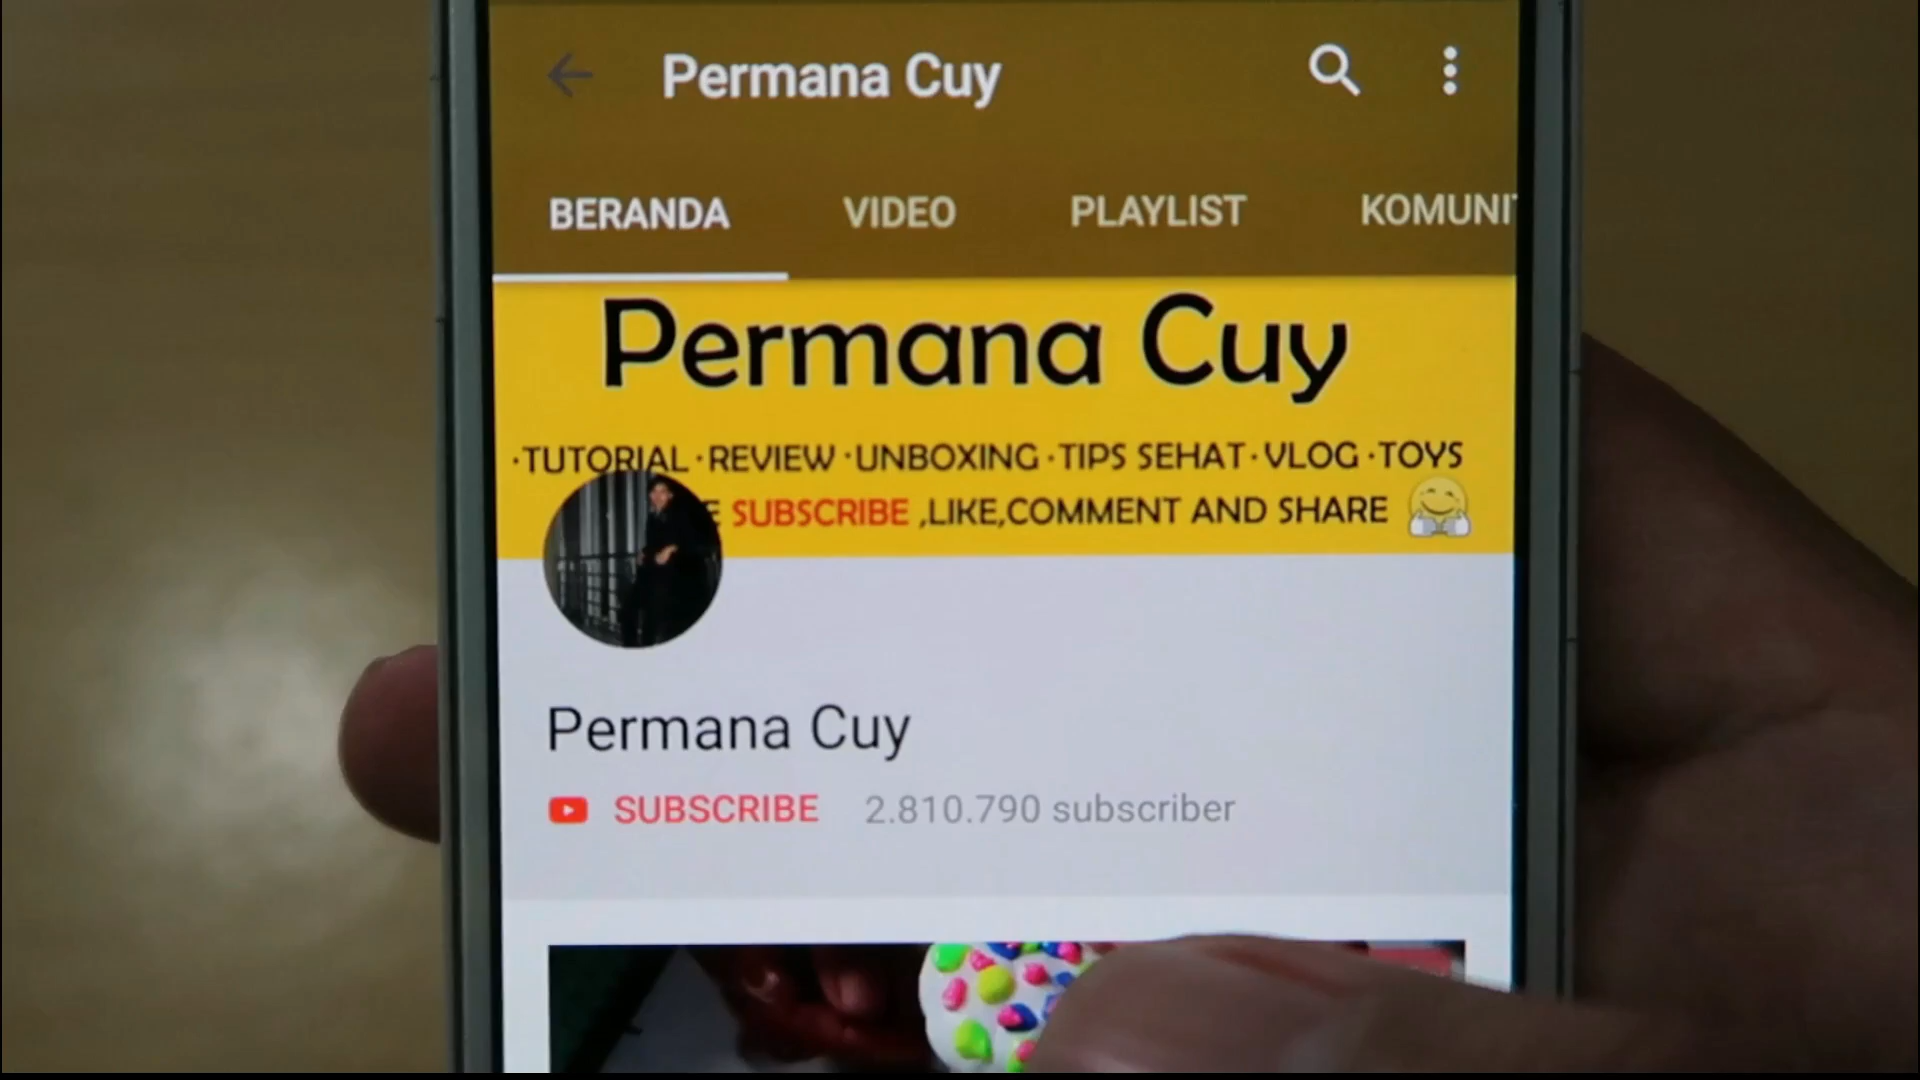 Permana Cuy
BERANDA VIDEO PLAYLIST KOMUNI
Permana Cuy
·TUTORIAL ·REVIEW ·UNBOXING ·TIPS SEHAT ·VLOG ·TOYS
SUBSCRIBE ,LIKE,COMMENT AND SHARE
Permana Cuy
SUBSCRIBE 2.810.790 subscriber